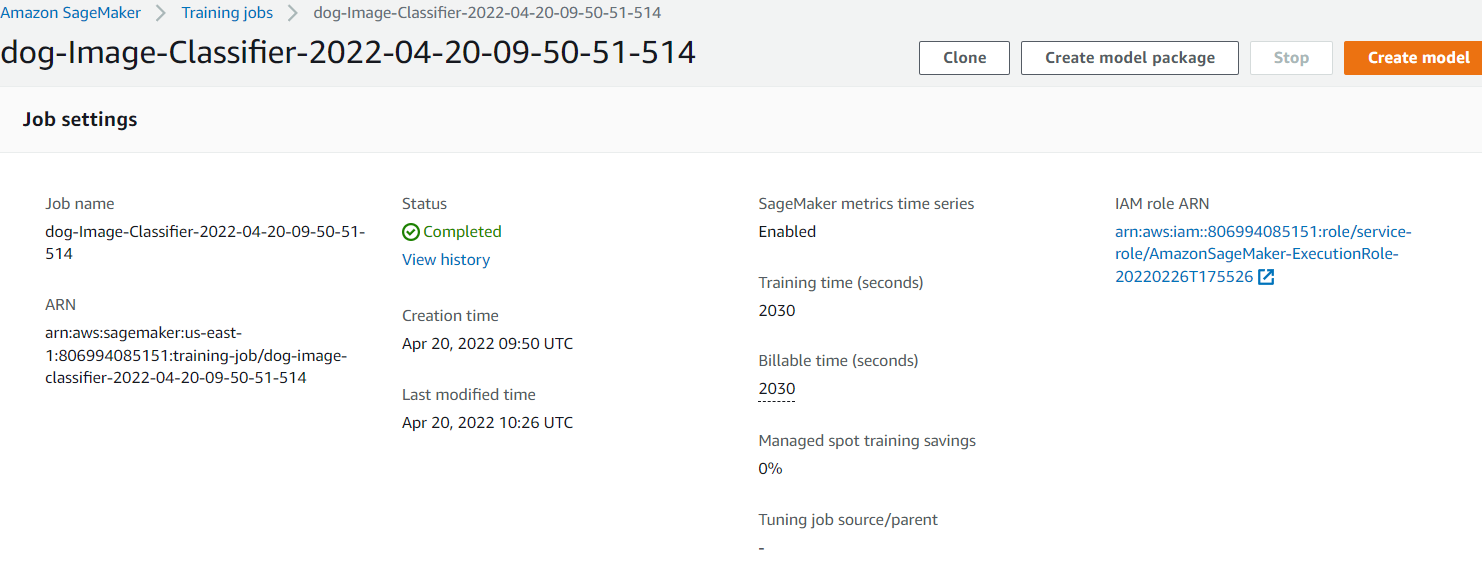 Amazon SageMaker > Training jobs > dog-Image-Classifier-2022-04-20-09-50-51-514
dog-Image-Classifier-2022-04-20-09-50-51-514
Clone
Create model package
Stop
Create model
Job settings
Job name
dog-Image-Classifier-2022-04-20-09-50-51-
514
ARN
arn:aws:sagemaker:us-east-
1:806994085151:training-job/dog-image-
classifier-2022-04-20-09-50-51-514
Status
Completed
View history
Creation time
Apr 20, 2022 09:50 UTC
Last modified time
Apr 20, 2022 10:26 UTC
SageMaker metrics time series
Enabled
Training time (seconds)
2030
Billable time (seconds)
2030
Managed spot training savings
0%
Tuning job source/parent
-
IAM role ARN
arn:aws:iam::806994085151:role/service-
role/AmazonSageMaker-ExecutionRole-
20220226T175526